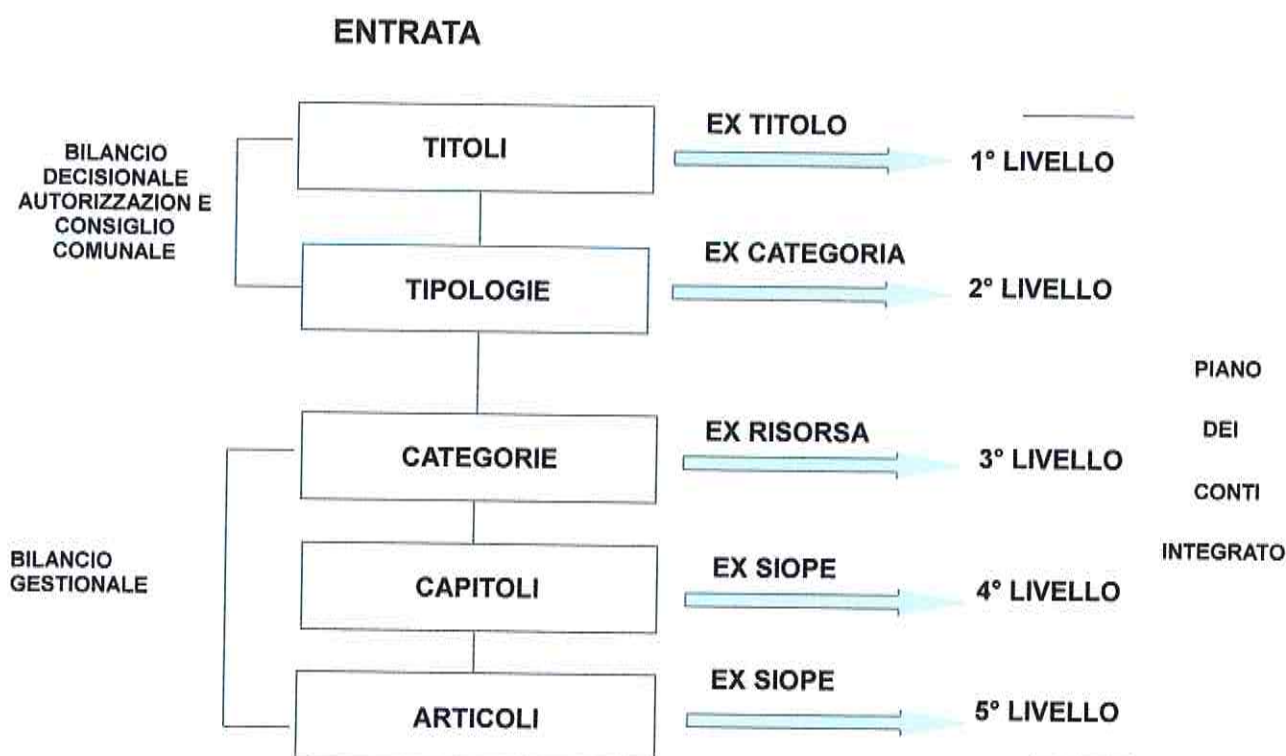 ENTRATA
BILANCIO
DECISIONALE
AUTORIZZAZION E
CONSIGLIO
COMUNALE
TITOLI
EX TITOLO
1° LIVELLO
TIPOLOGIE
EX CATEGORIA
2° LIVELLO
CATEGORIE
EX RISORSA
3° LIVELLO
BILANCIO
GESTIONALE
CAPITOLI
EX SIOPE
4° LIVELLO
ARTICOLI
EX SIOPE
5° LIVELLO
PIANO
DEI
CONTI
INTEGRATO